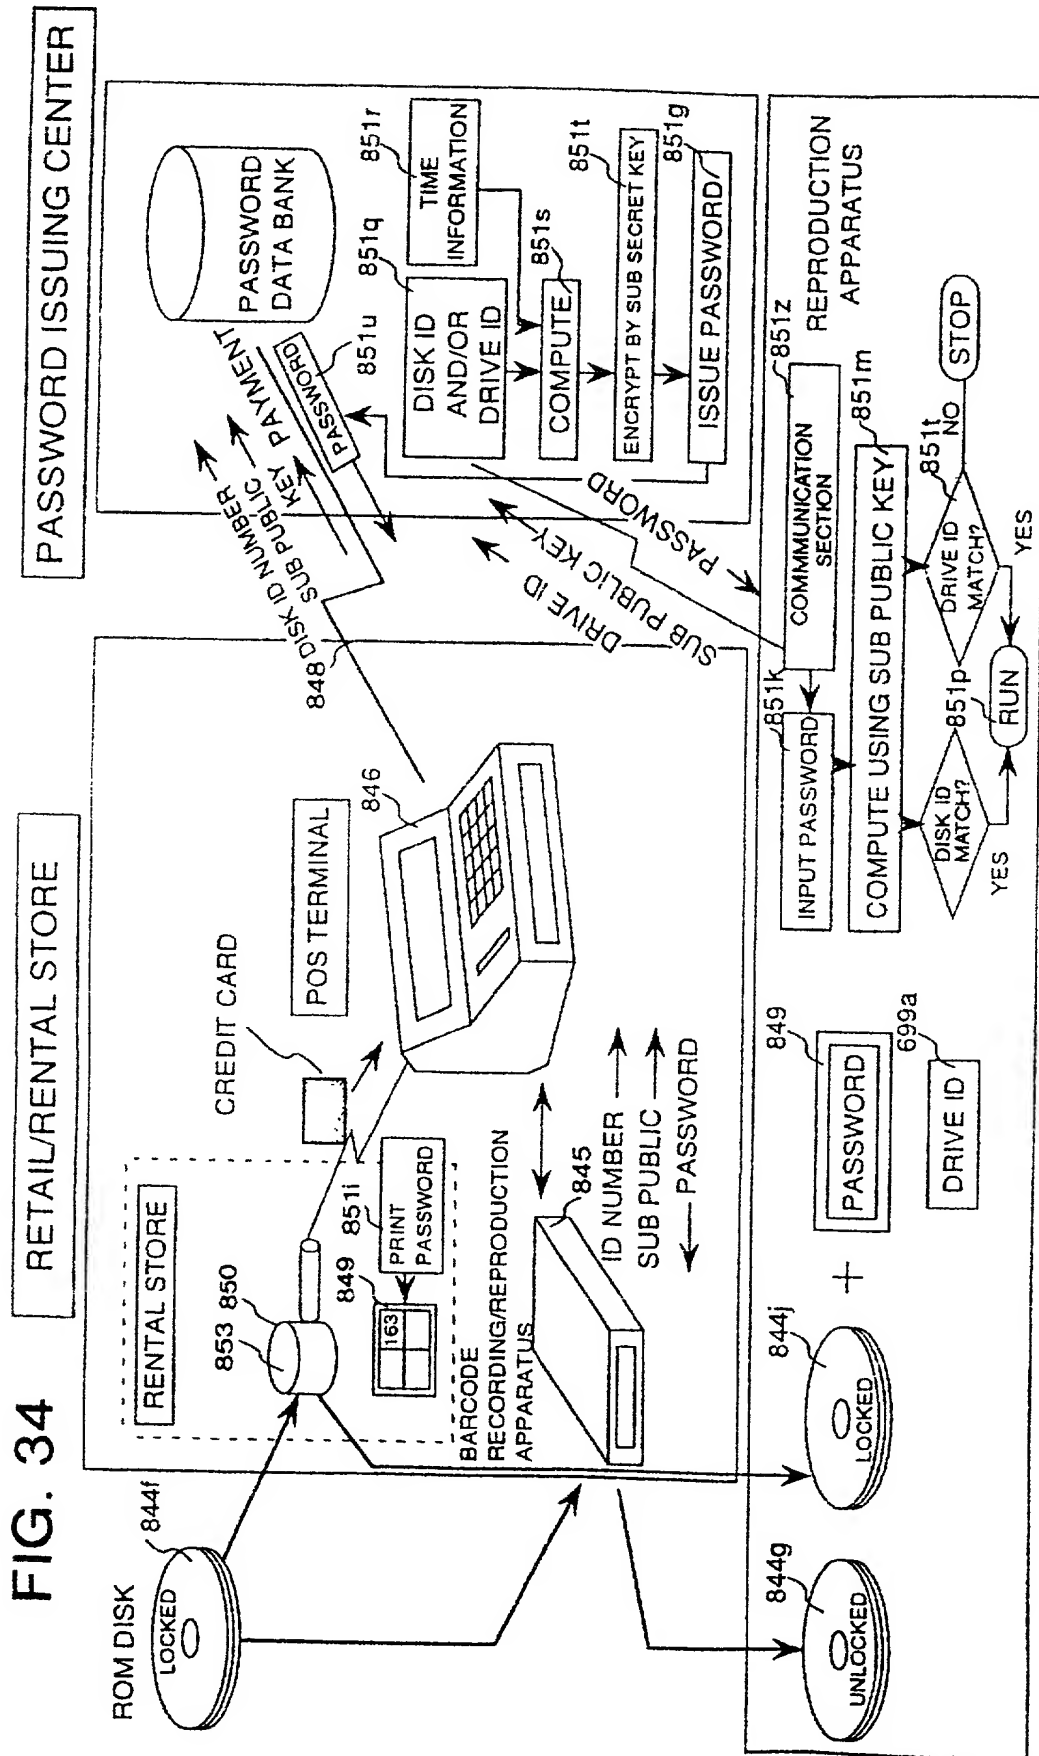 FIG. 34
RETAIL/RENTAL STORE
PASSWORD ISSUING CENTER
ROM DISK
844f
LOCKED
RENTAL STORE
853
850
849
163
851i
PRINT
PASSWORD
CREDIT CARD
POS TERMINAL
846
BARCODE
RECORDING/REPRODUCTION
APPARATUS
845
ID NUMBER
SUB PUBLIC
PASSWORD
848
DISK ID NUMBER
SUB PUBLIC
KEY
PAYMENT
PASSWORD
851u
PASSWORD
DATA BANK
851q
DISK ID
AND/OR
DRIVE ID
851r
TIME
INFORMATION
851s
COMPUTE
851t
ENCRYPT BY SUB SECRET KEY
851g
ISSUE PASSWORD
DRIVE ID
SUB PUBLIC KEY
PASSWORD
844g
UNLOCKED
844j
LOCKED
+
849
PASSWORD
699a
DRIVE ID
REPRODUCTION
APPARATUS
851z
COMMMUNICATION
SECTION
851k
INPUT PASSWORD
851m
COMPUTE USING SUB PUBLIC KEY
DISK ID
MATCH?
YES
851p
RUN
851t
DRIVE ID
MATCH?
NO
STOP
YES